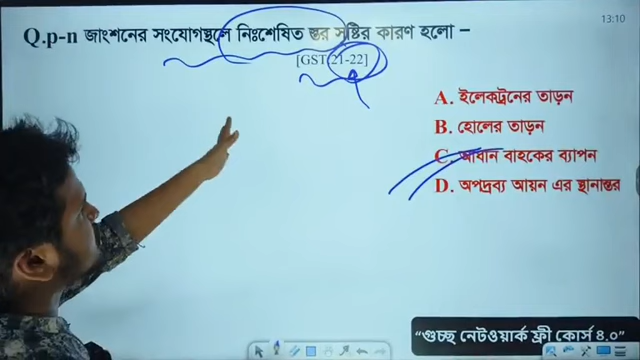 13:10
Q.p-n জাংশনের সংযোগস্থলে নিঃশেষিত স্তর সৃষ্টির কারণ হলো –
[GST 21-22]
A. ইলেকট্রনের তাড়ন
B. হোলের তাড়ন
C. আধান বাহকের ব্যাপন
D. অপদ্রব্য আয়ন এর স্থানান্তর
"গুচ্ছ নেটওয়ার্ক ফ্রী কোর্স ৪.০"